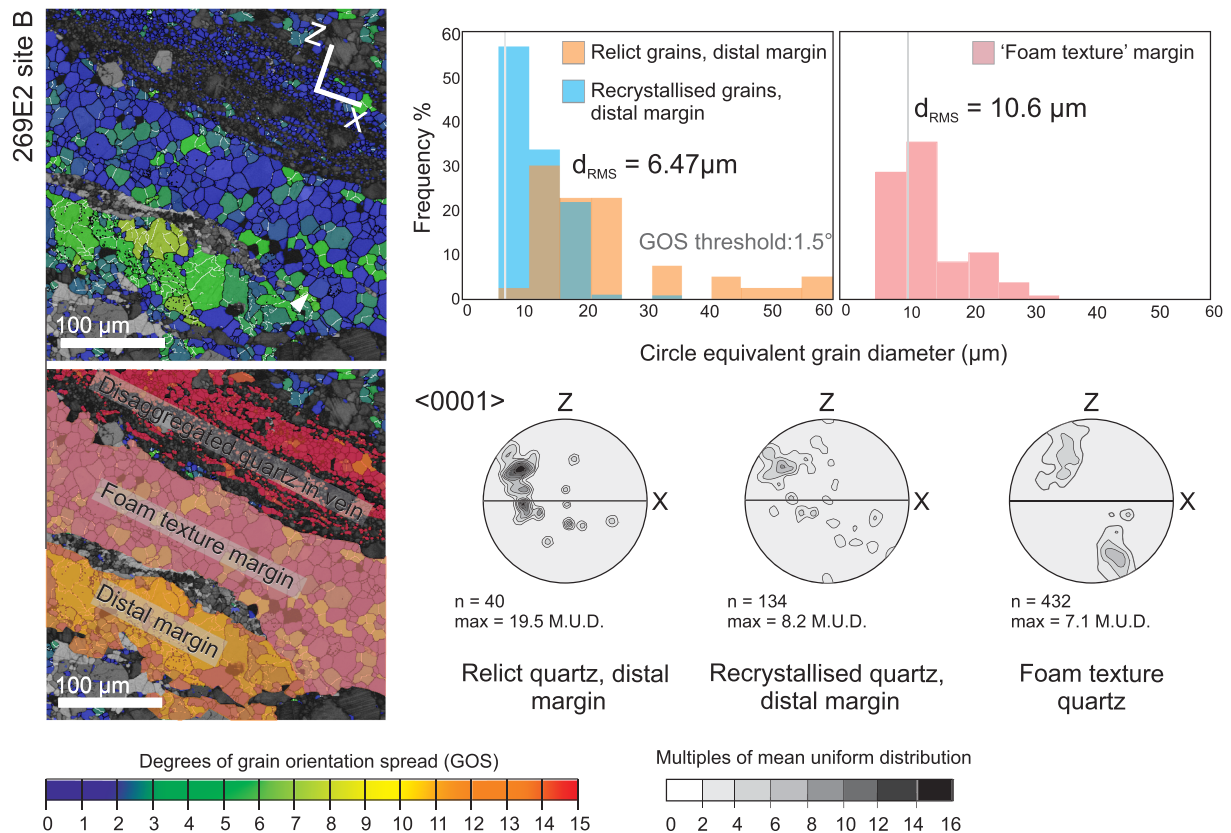 269E2 site B
Z
X
100 µm
Disaggregated quartz in vein
Foam texture margin
Distal margin
100 µm
Frequency %
60
50
40
30
20
10
0
Relict grains, distal margin
Recrystallised grains,
distal margin
d RMS = 6.47µm
GOS threshold:1.5°
0 10 20 30 40 50 60
'Foam texture' margin
d RMS = 10.6 µm
0 10 20 30 40 50 60
Circle equivalent grain diameter (µm)
<0001>
Z
X
n = 40
max = 19.5 M.U.D.
Relict quartz, distal
margin
Z
X
n = 134
max = 8.2 M.U.D.
Recrystallised quartz,
distal margin
Z
X
n = 432
max = 7.1 M.U.D.
Foam texture
quartz
Degrees of grain orientation spread (GOS)
0 1 2 3 4 5 6 7 8 9 10 11 12 13 14 15
Multiples of mean uniform distribution
0 2 4 6 8 10 12 14 16